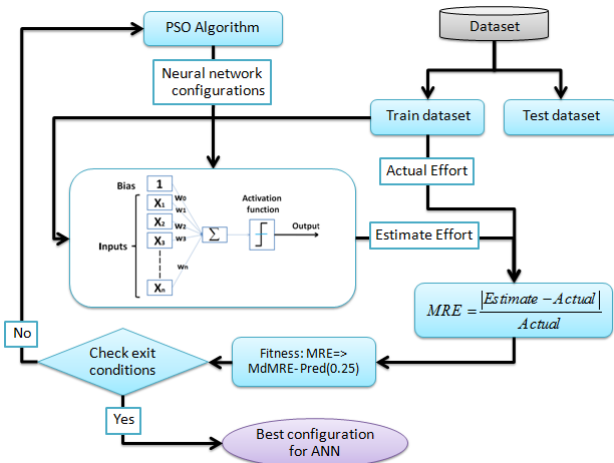 PSO Algorithm
Dataset
Neural network
configurations
Train dataset
Test dataset
Actual Effort
Bias
1
Activation
function
X1
W0
W1
X2
W2
Inputs
X3
W3
Σ
Output
Wn
Xn
Estimate Effort
MRE = |Estimate - Actual| / Actual
No
Check exit
conditions
Fitness: MRE=>
MdMRE-Pred(0.25)
Yes
Best configuration
for ANN